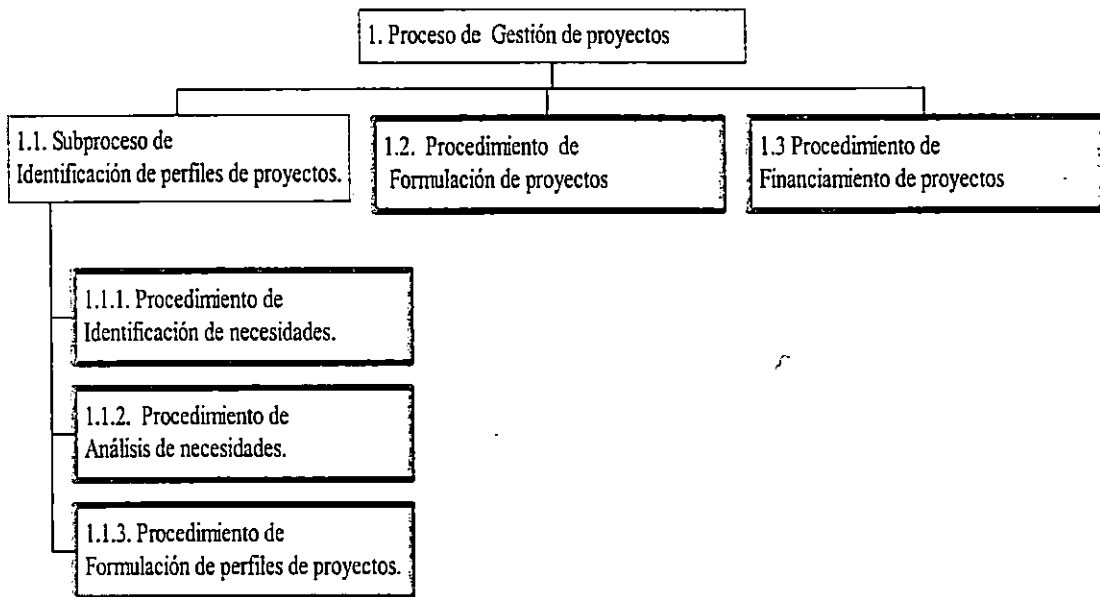 1. Proceso de Gestión de proyectos
1.1. Subproceso de
Identificación de perfiles de proyectos.
1.2. Procedimiento de
Formulación de proyectos
1.3 Procedimiento de
Financiamiento de proyectos
1.1.1. Procedimiento de
Identificación de necesidades.
1.1.2. Procedimiento de
Análisis de necesidades.
1.1.3. Procedimiento de
Formulación de perfiles de proyectos.